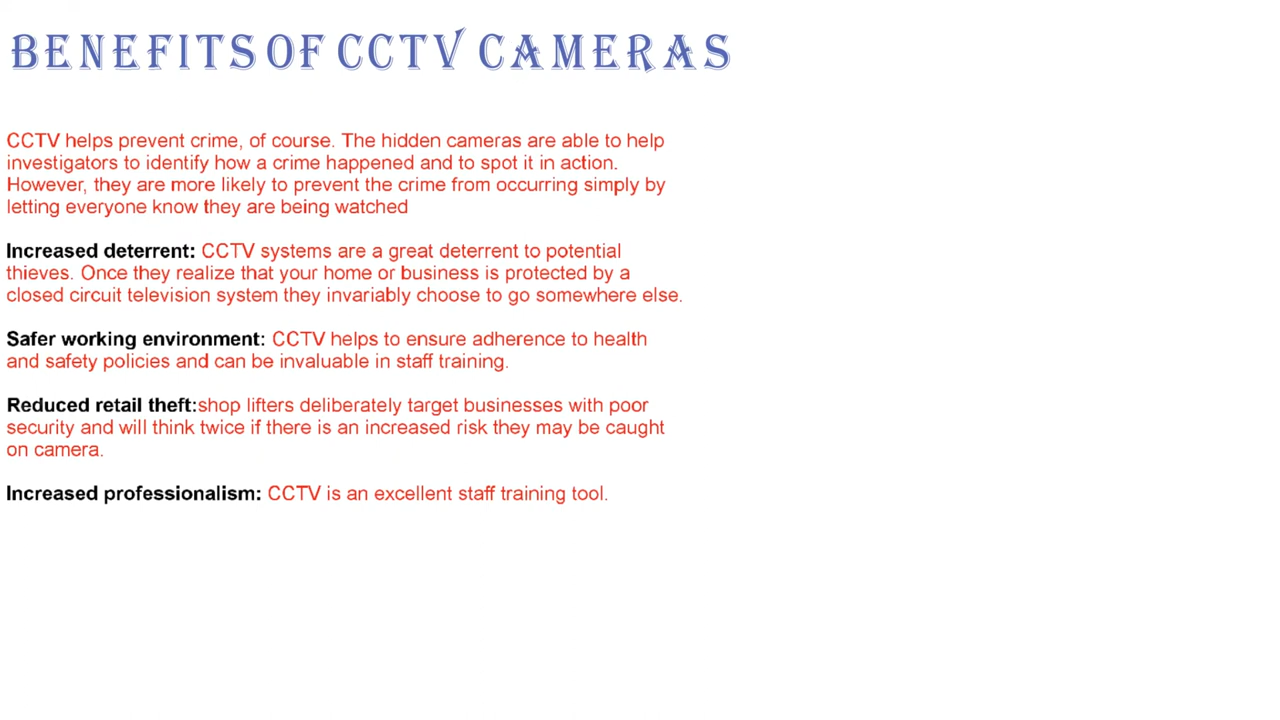 BENEFITS OF CCTV CAMERAS
CCTV helps prevent crime, of course. The hidden cameras are able to help
investigators to identify how a crime happened and to spot it in action.
However, they are more likely to prevent the crime from occurring simply by
letting everyone know they are being watched
Increased deterrent: CCTV systems are a great deterrent to potential
thieves. Once they realize that your home or business is protected by a
closed circuit television system they invariably choose to go somewhere else.
Safer working environment: CCTV helps to ensure adherence to health
and safety policies and can be invaluable in staff training.
Reduced retail theft:shop lifters deliberately target businesses with poor
security and will think twice if there is an increased risk they may be caught
on camera.
Increased professionalism: CCTV is an excellent staff training tool.